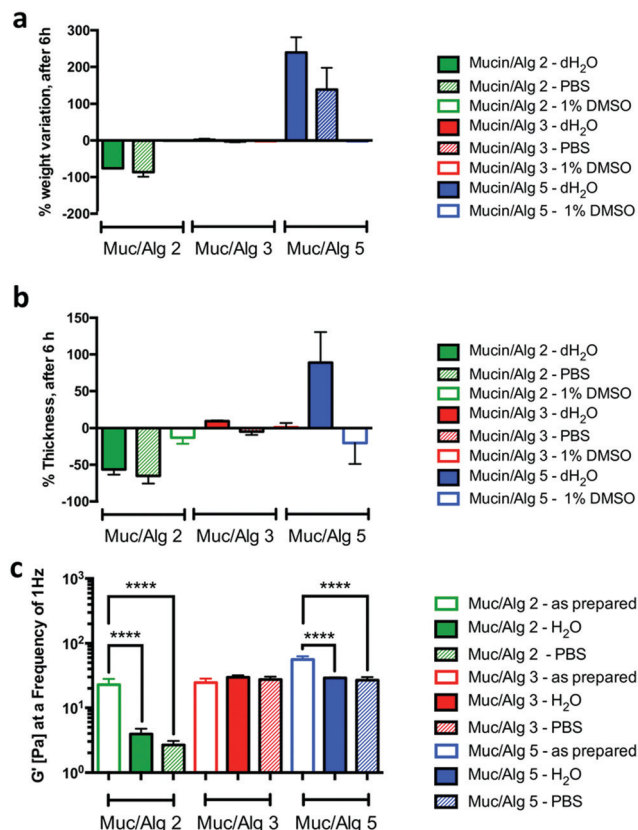 a
% weight variation, after 6h
300
200
100
0
-100
-200
Muc/Alg 2
Muc/Alg 3
Muc/Alg 5
Mucin/Alg 2 - dH₂O
Mucin/Alg 2 - PBS
Mucin/Alg 2 - 1% DMSO
Mucin/Alg 3 - dH₂O
Mucin/Alg 3 - PBS
Mucin/Alg 3 - 1% DMSO
Mucin/Alg 5 - dH₂O
Mucin/Alg 5 - 1% DMSO
b
% Thickness, after 6 h
150
100
50
0
-50
-100
Muc/Alg 2
Muc/Alg 3
Muc/Alg 5
Mucin/Alg 2 - dH₂O
Mucin/Alg 2 - PBS
Mucin/Alg 2 - 1% DMSO
Mucin/Alg 3 - dH₂O
Mucin/Alg 3 - PBS
Mucin/Alg 3 - 1% DMSO
Mucin/Alg 5 - dH₂O
Mucin/Alg 5 - 1% DMSO
c
G' [Pa] at a Frequency of 1Hz
10³
10²
10¹
10⁰
****
****
****
****
Muc/Alg 2
Muc/Alg 3
Muc/Alg 5
Muc/Alg 2 - as prepared
Muc/Alg 2 - H₂O
Muc/Alg 2 - PBS
Muc/Alg 3 - as prepared
Muc/Alg 3 - H₂O
Muc/Alg 3 - PBS
Muc/Alg 5 - as prepared
Muc/Alg 5 - H₂O
Muc/Alg 5 - PBS